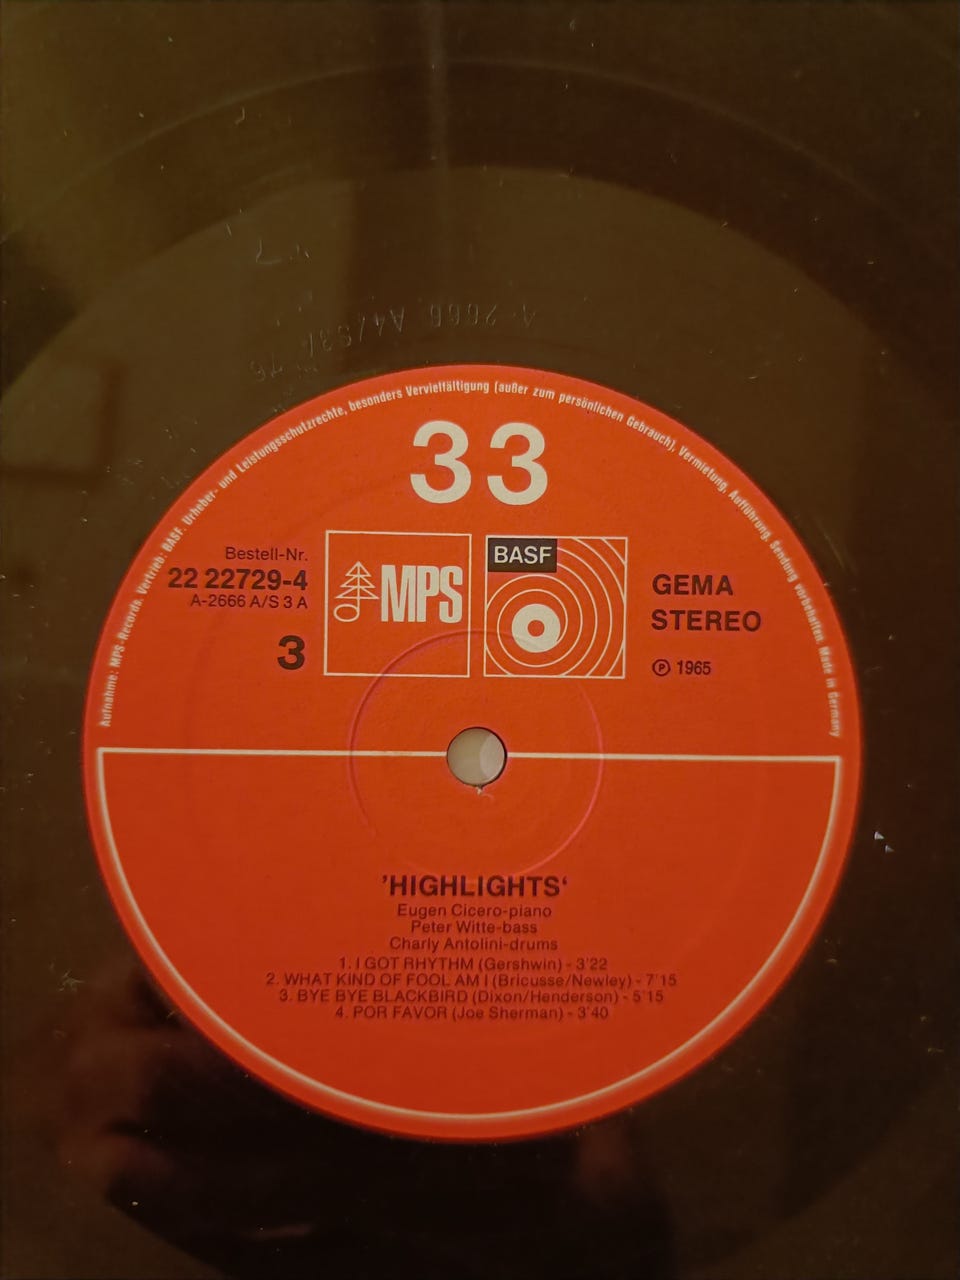 A-2666 A4/S3/
76
Aufnahme: MPS-Records. Vertrieb: BASF. Urheber- und Leistungsschutzrechte, besonders Vervielfältigung (außer zum persönlichen Gebrauch), Vermietung, Aufführung, Sendung vorbehalten. Made in Germany
33
Bestell-Nr.
22 22729-4
A-2666 A/S 3 A
3
MPS
BASF
GEMA
STEREO
Ⓟ 1965
’HIGHLIGHTS‘
Eugen Cicero-piano
Peter Witte-bass
Charly Antolini-drums
1. I GOT RHYTHM (Gershwin) - 3’22
2. WHAT KIND OF FOOL AM I (Bricusse/Newley) - 7’15
3. BYE BYE BLACKBIRD (Dixon/Henderson) - 5’15
4. POR FAVOR (Joe Sherman) - 3’40